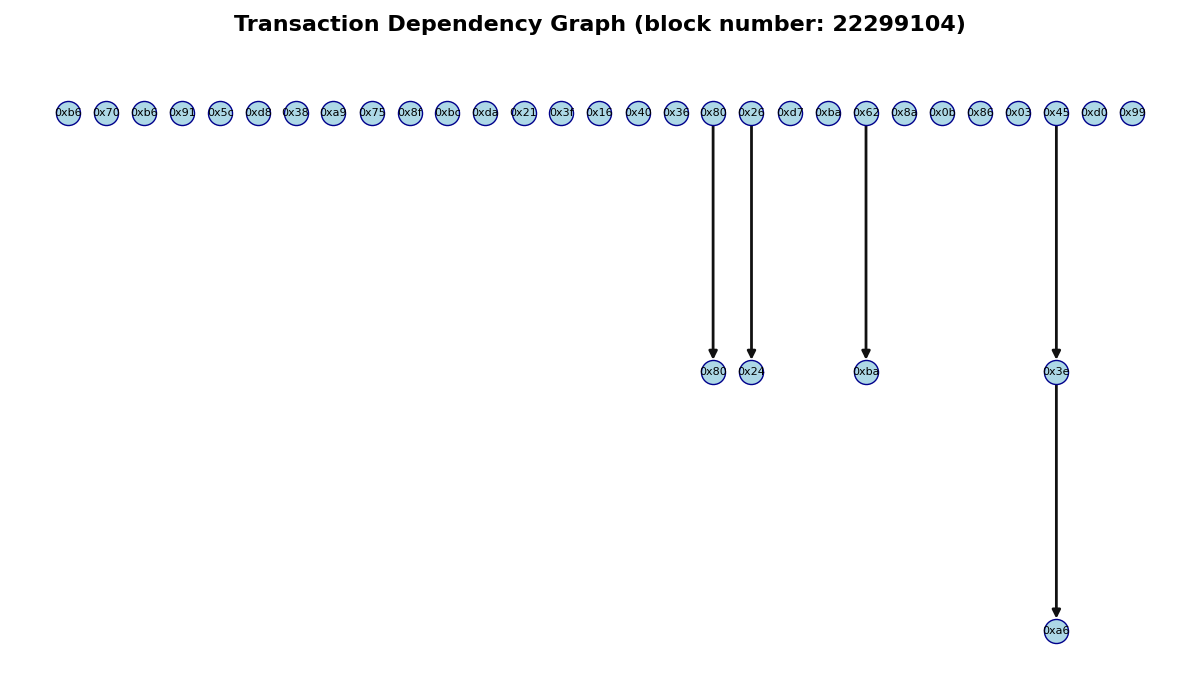 Transaction Dependency Graph (block number: 22299104)
0xb6 0x70 0xb6 0x91 0x5c 0xd8 0x38 0xa9 0x75 0x8f 0xbc 0xda 0x21 0x3f 0x16 0x40 0x36 0x80 0x26 0xd7 0xba 0x62 0x8a 0x0b 0x86 0x03 0x45 0xd0 0x99
0x80 0x24 0xba 0x3e
0xa6